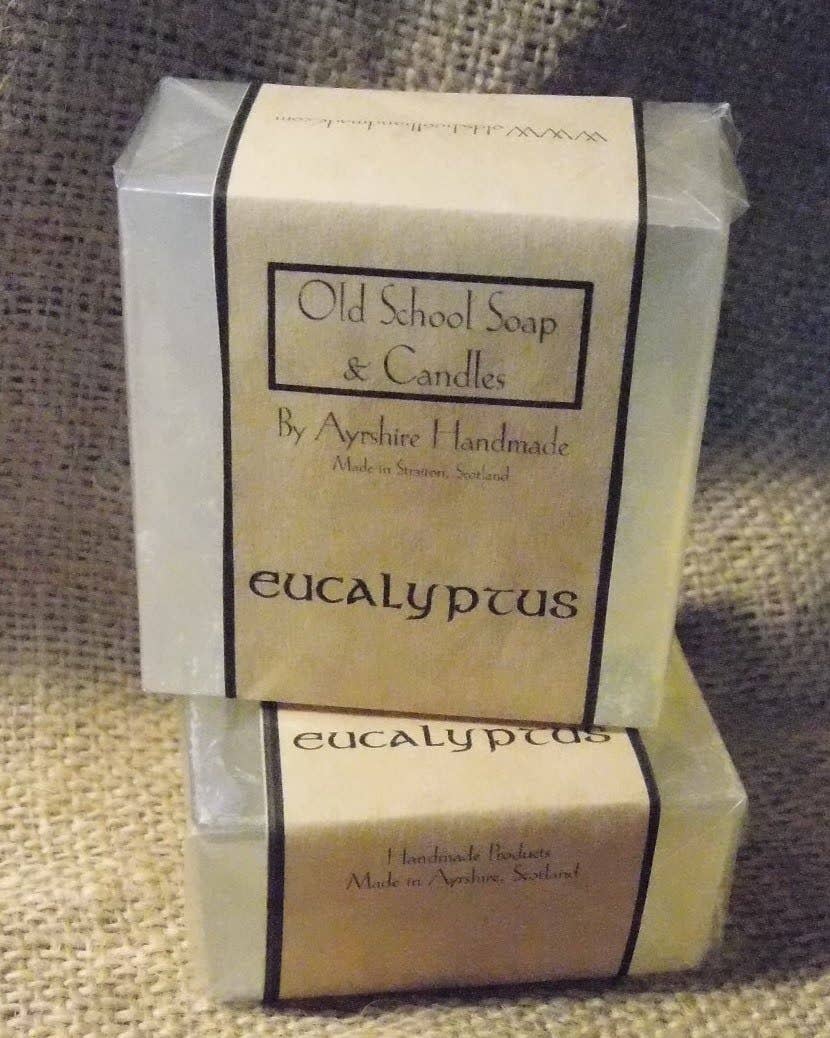 Old School Soap
& Candles
By Ayrshire Handmade
Made in Straiton, Scotland
eucalyptus
eucalyptus
Handmade Products
Made in Ayrshire, Scotland